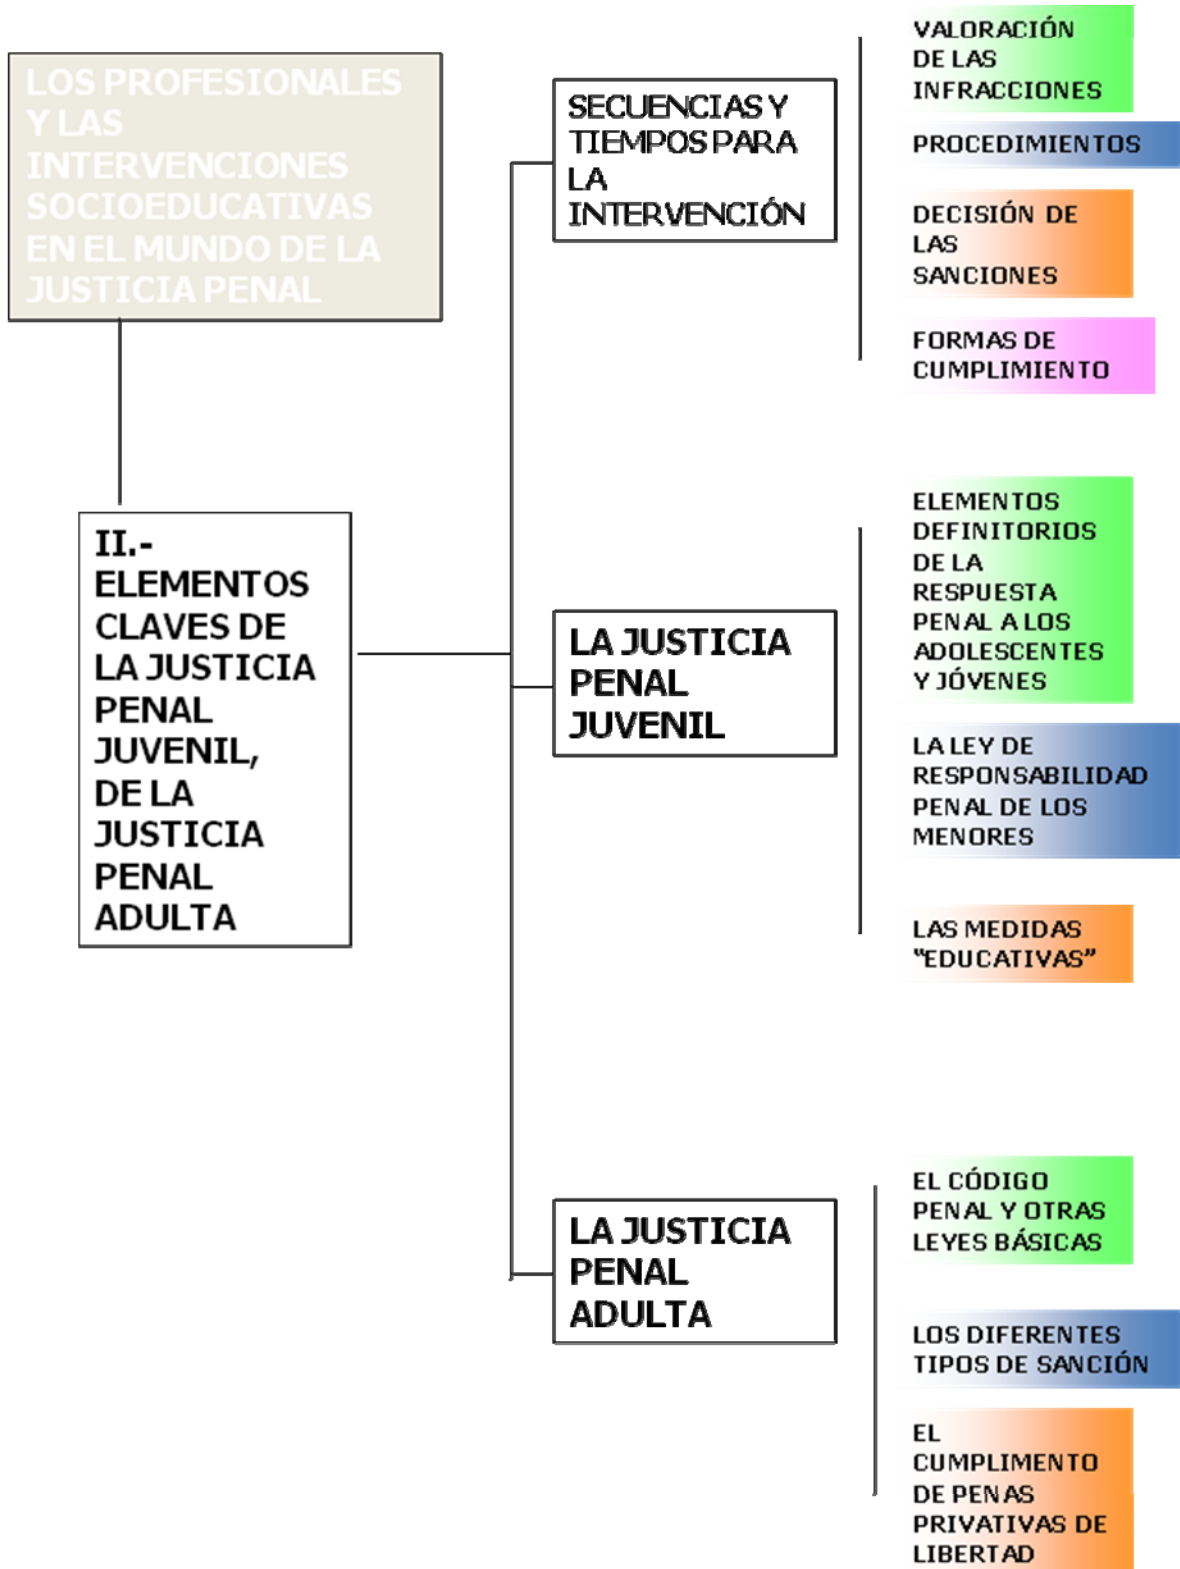 LOS PROFESIONALES
Y LAS
INTERVENCIONES
SOCIOEDUCATIVAS
EN EL MUNDO DE LA
JUSTICIA PENAL
II.-
ELEMENTOS
CLAVES DE
LA JUSTICIA
PENAL
JUVENIL,
DE LA
JUSTICIA
PENAL
ADULTA
SECUENCIAS Y
TIEMPOS PARA
LA
INTERVENCIÓN
VALORACIÓN
DE LAS
INFRACCIONES
PROCEDIMIENTOS
DECISIÓN DE
LAS
SANCIONES
FORMAS DE
CUMPLIMIENTO
LA JUSTICIA
PENAL
JUVENIL
ELEMENTOS
DEFINITORIOS
DE LA
RESPUESTA
PENAL A LOS
ADOLESCENTES
Y JÓVENES
LA LEY DE
RESPONSABILIDAD
PENAL DE LOS
MENORES
LAS MEDIDAS
“EDUCATIVAS”
LA JUSTICIA
PENAL
ADULTA
EL CÓDIGO
PENAL Y OTRAS
LEYES BÁSICAS
LOS DIFERENTES
TIPOS DE SANCIÓN
EL
CUMPLIMENTO
DE PENAS
PRIVATIVAS DE
LIBERTAD